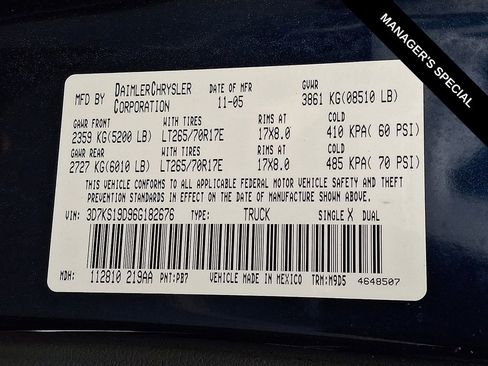 MANAGER'S SPECIAL
MFD BY DAIMLERCHRYSLER CORPORATION DATE OF MFR 11-05 GVWR 3861 KG(08510 LB)
GAWR FRONT WITH TIRES RIMS AT COLD
2359 KG(5200 LB) LT265/70R17E 17X8.0 410 KPA( 60 PSI)
GAWR REAR WITH TIRES RIMS AT COLD
2727 KG(6010 LB) LT265/70R17E 17X8.0 485 KPA( 70 PSI)
THIS VEHICLE CONFORMS TO ALL APPLICABLE FEDERAL MOTOR VEHICLE SAFETY AND THEFT
PREVENTION STANDARDS IN EFFECT ON THE DATE OF MANUFACTURE SHOWN ABOVE.
VIN: 3D7KS19D96G182676 TYPE: TRUCK SINGLE X DUAL
MDH: 112810 219AA PNT:PB7 VEHICLE MADE IN MEXICO TRM:M9D5 4648507